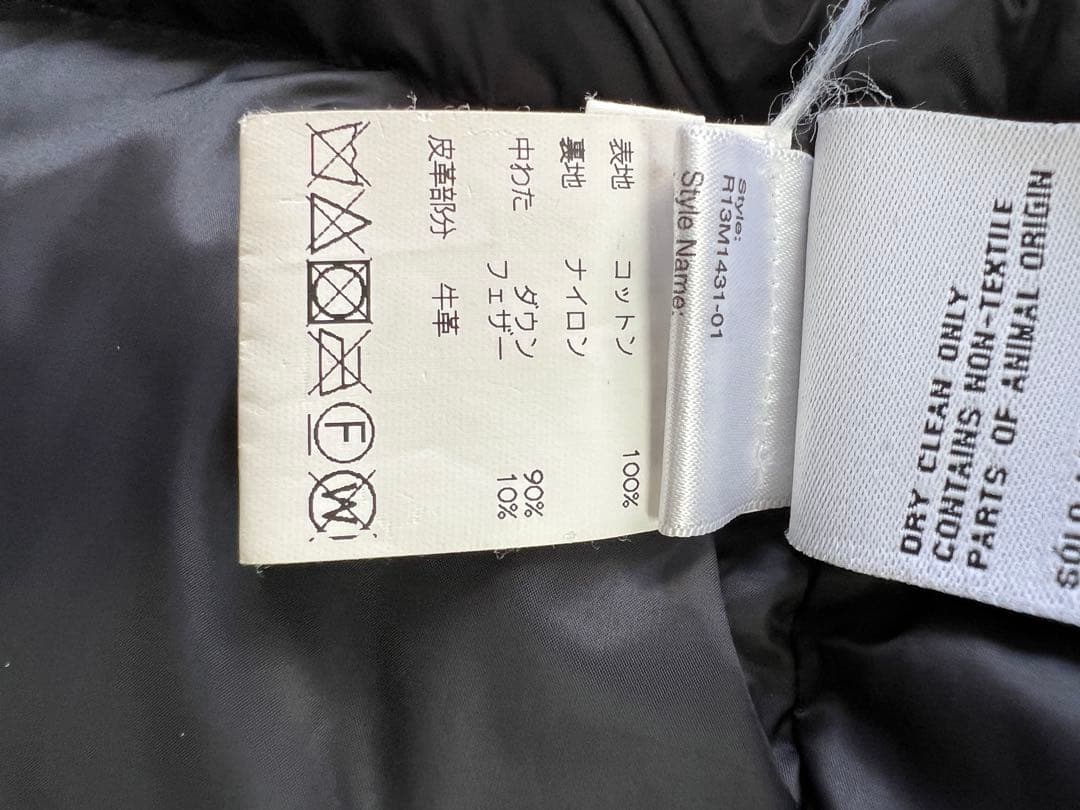 表地 コットン 100%
裏地 ナイロン
中わた ダウン 90%
フェザー 10%
皮革部分 牛革
F
W
Style:
R13M1431-01
Style Name:
DRY CLEAN ONLY
CONTAINS NON-TEXTILE
PARTS OF ANIMAL ORIGIN